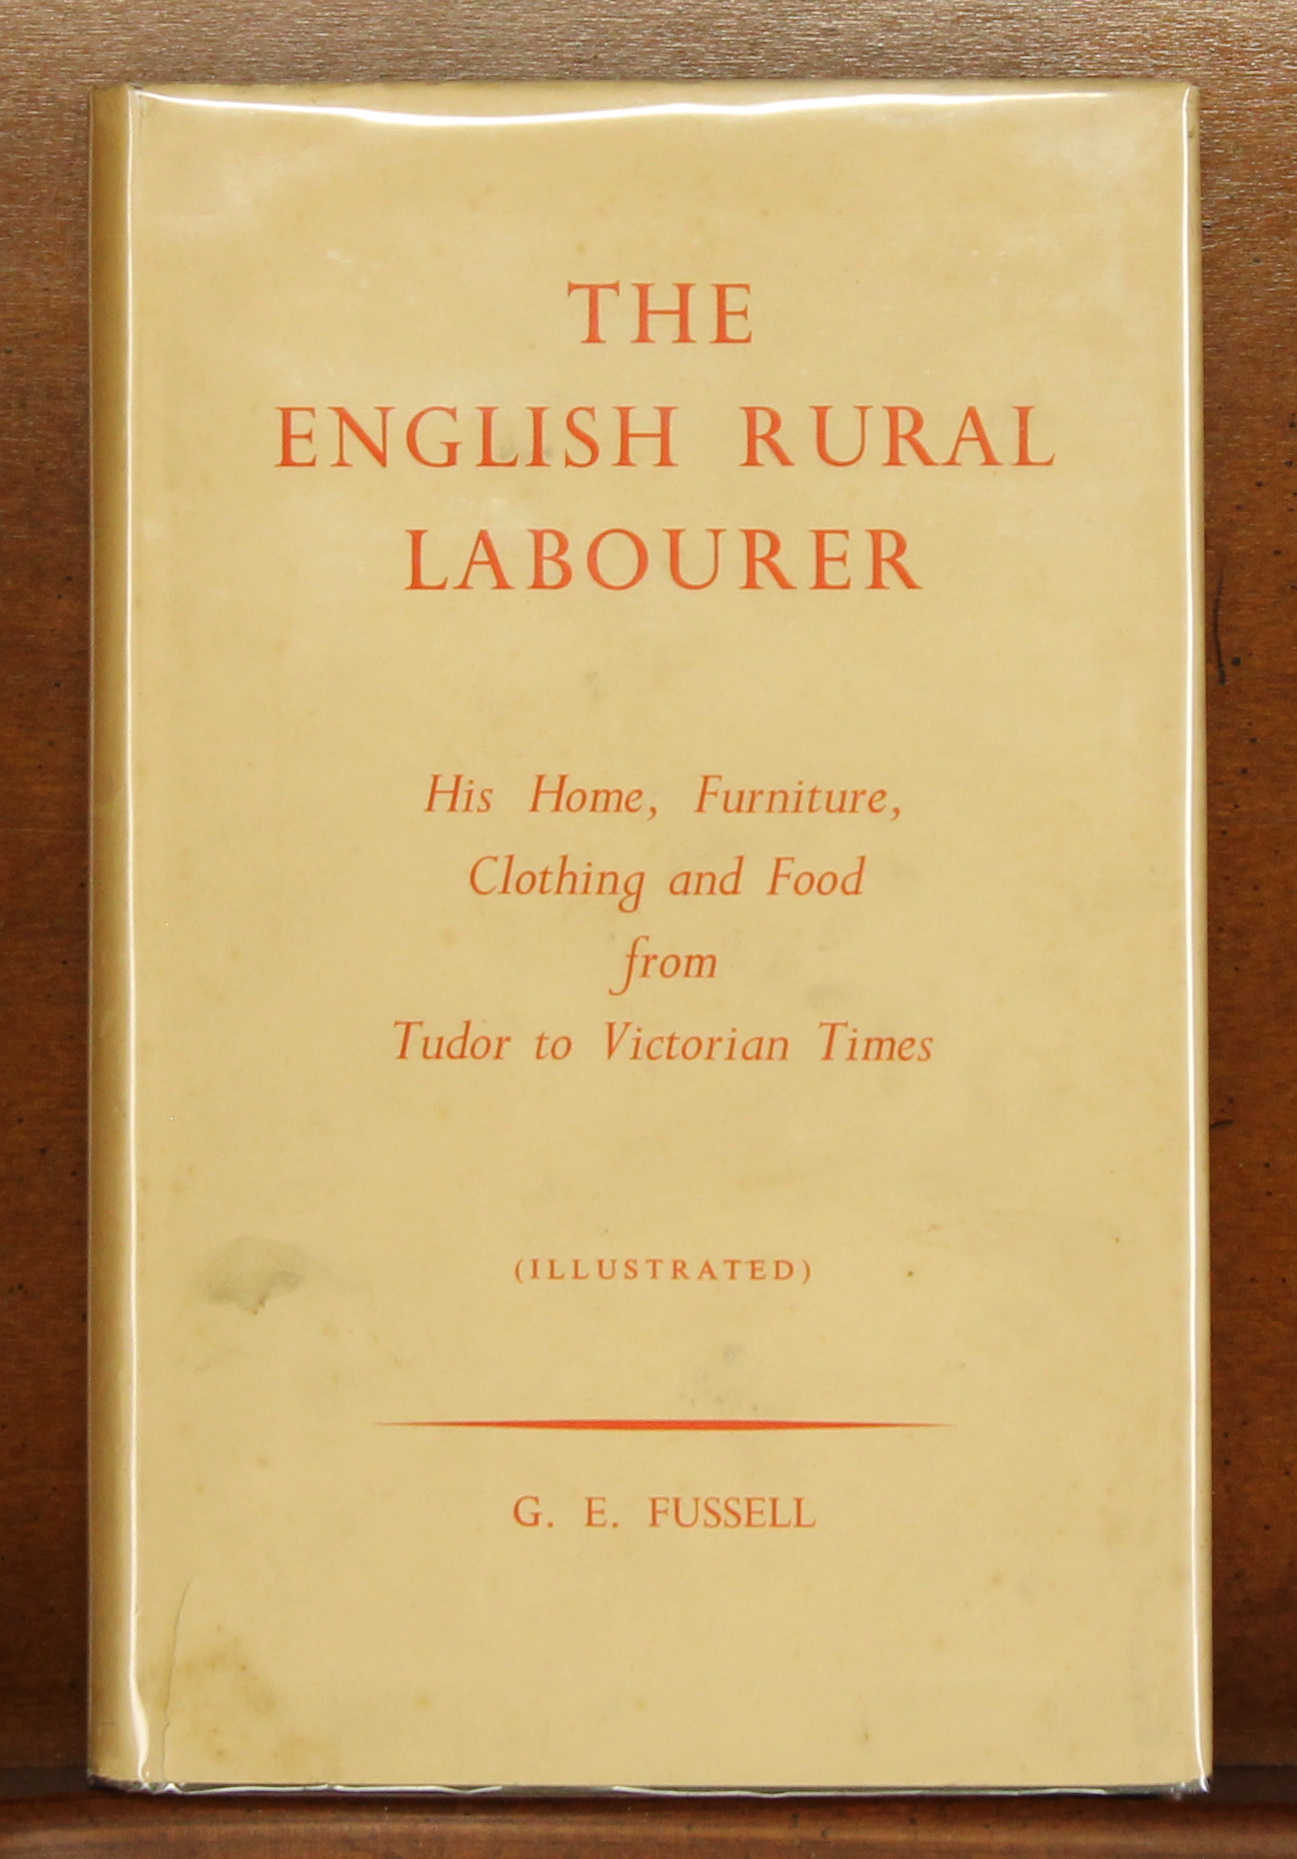 THE
ENGLISH RURAL
LABOURER
His Home, Furniture,
Clothing and Food
from
Tudor to Victorian Times
(ILLUSTRATED)
G. E. FUSSELL